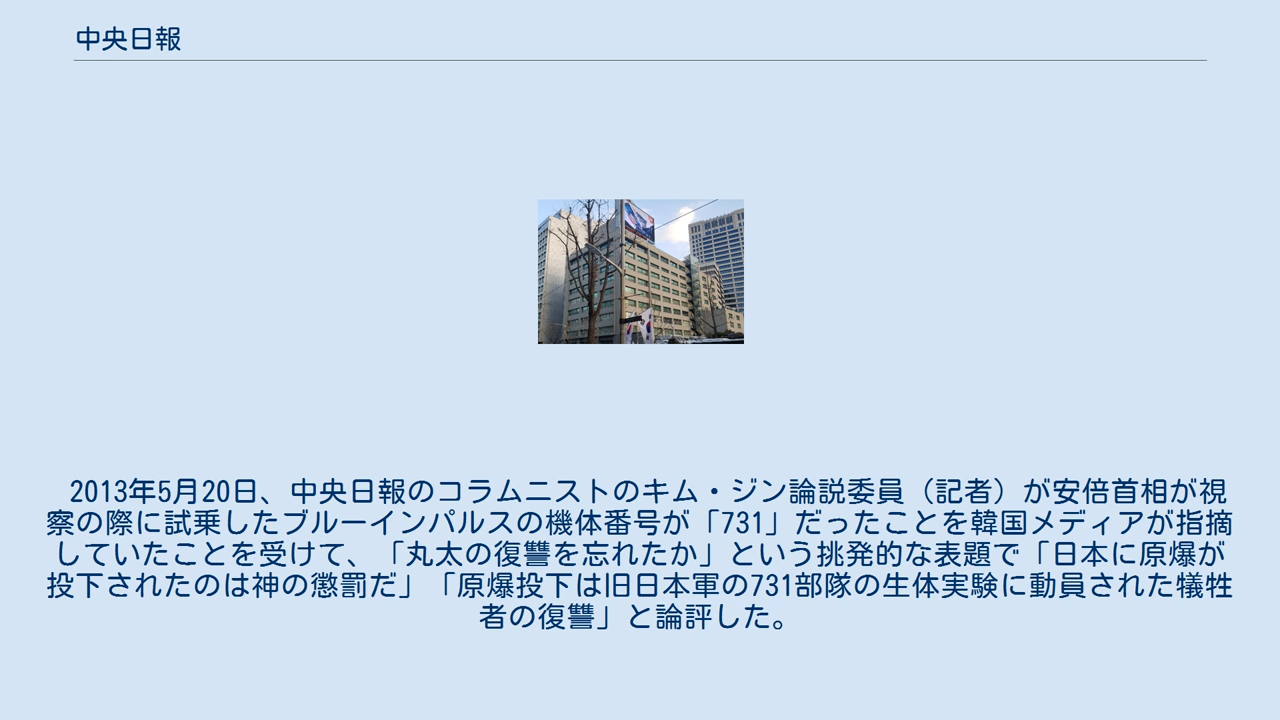 中央日報
2013年5月20日、中央日報のコラムニストのキム・ジン論説委員（記者）が安倍首相が視
察の際に試乗したブルーインパルスの機体番号が「731」だったことを韓国メディアが指摘
していたことを受けて、「丸太の復讐を忘れたか」という挑発的な表題で「日本に原爆が
投下されたのは神の懲罰だ」「原爆投下は旧日本軍の731部隊の生体実験に動員された犠牲
者の復讐」と論評した。